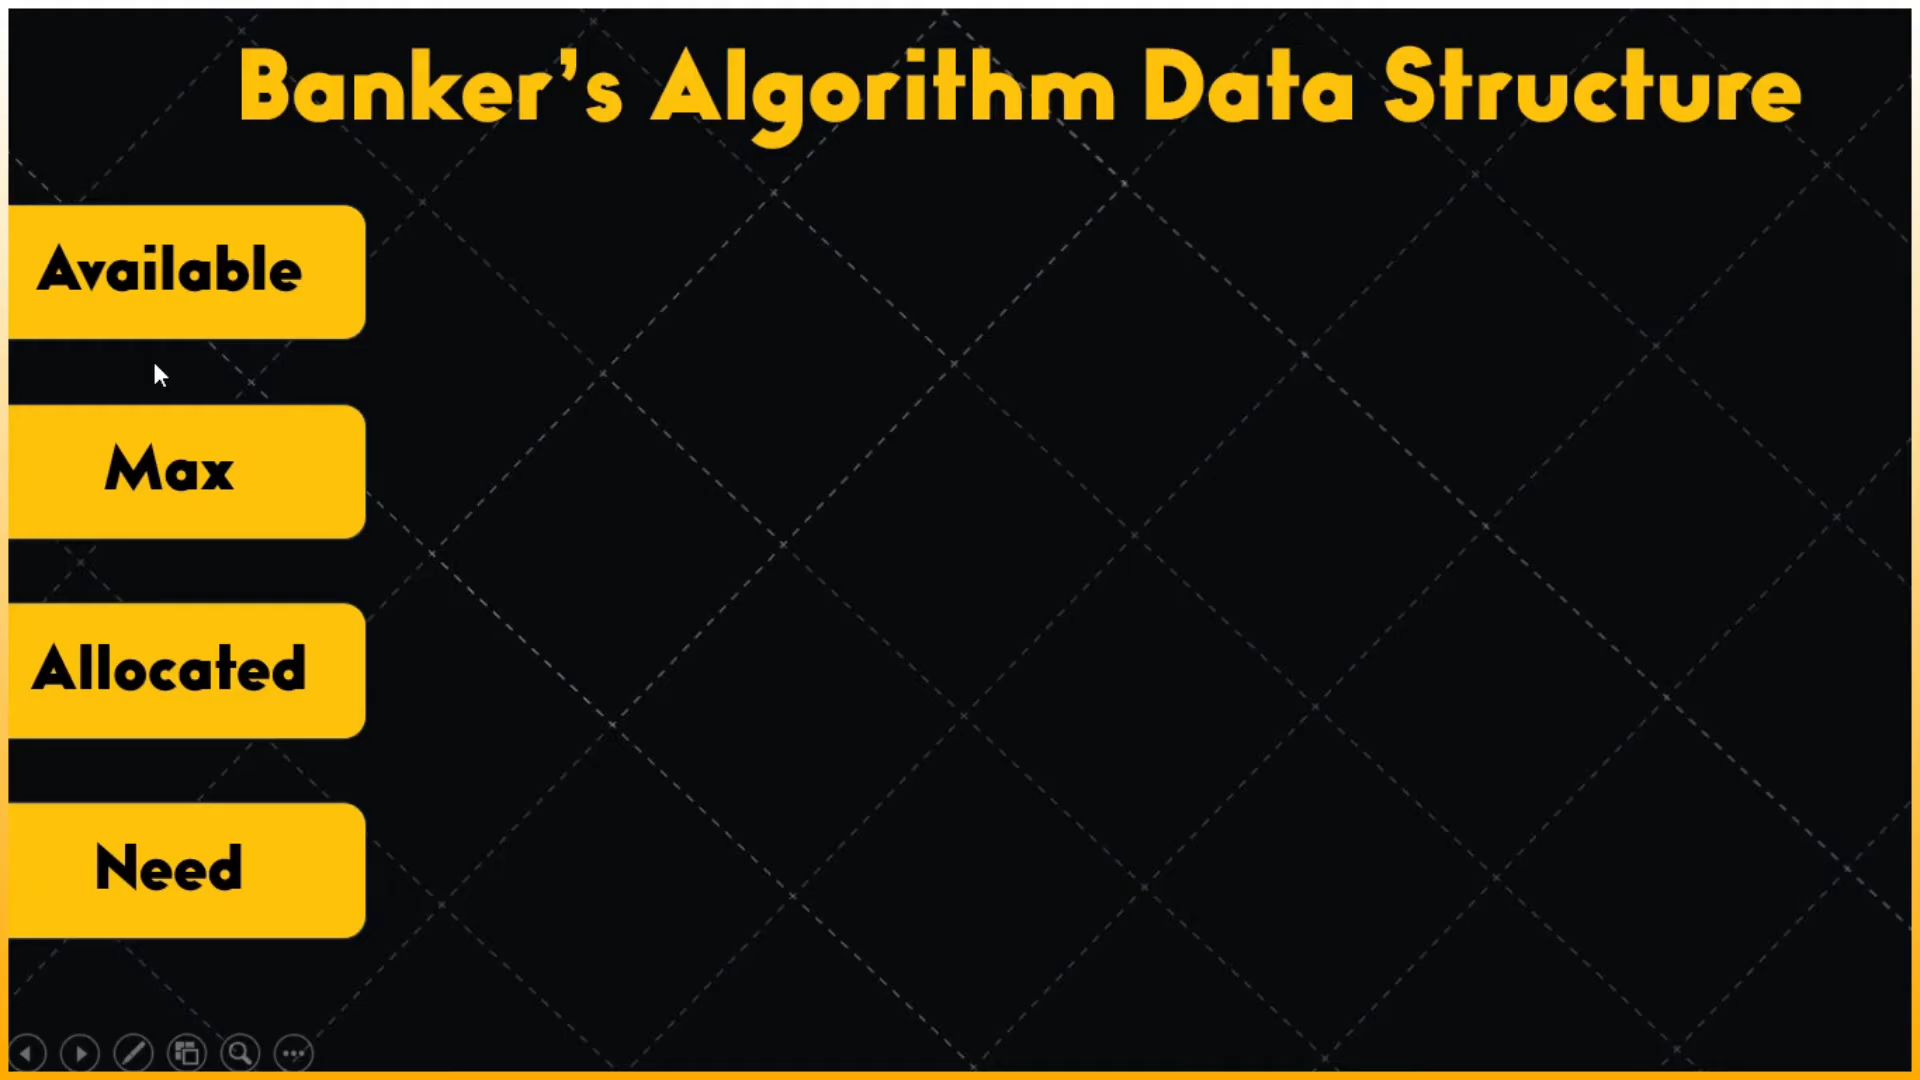 Banker’s Algorithm Data Structure
Available
Max
Allocated
Need